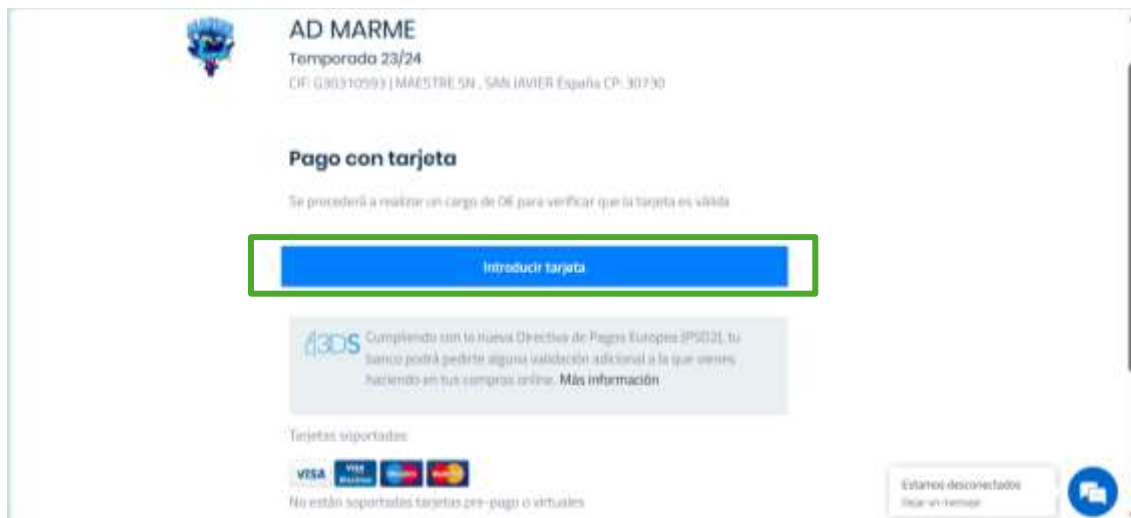 AD MARME
Temporada 23/24
CIF: G30310593 | MAESTRE SN , SAN JAVIER España CP: 30730
Pago con tarjeta
Se procederá a realizar un cargo de 0€ para verificar que la tarjeta es válida
Introducir tarjeta
3DS
Cumpliendo con la nueva Directiva de Pagos Europea (PSD2), tu
banco podrá pedirte alguna validación adicional a la que vienes
haciendo en tus compras online. Más información
Tarjetas soportadas
VISA VISA Electron
No están soportadas tarjetas pre-pago o virtuales
Estamos desconectados
Dejar un mensaje